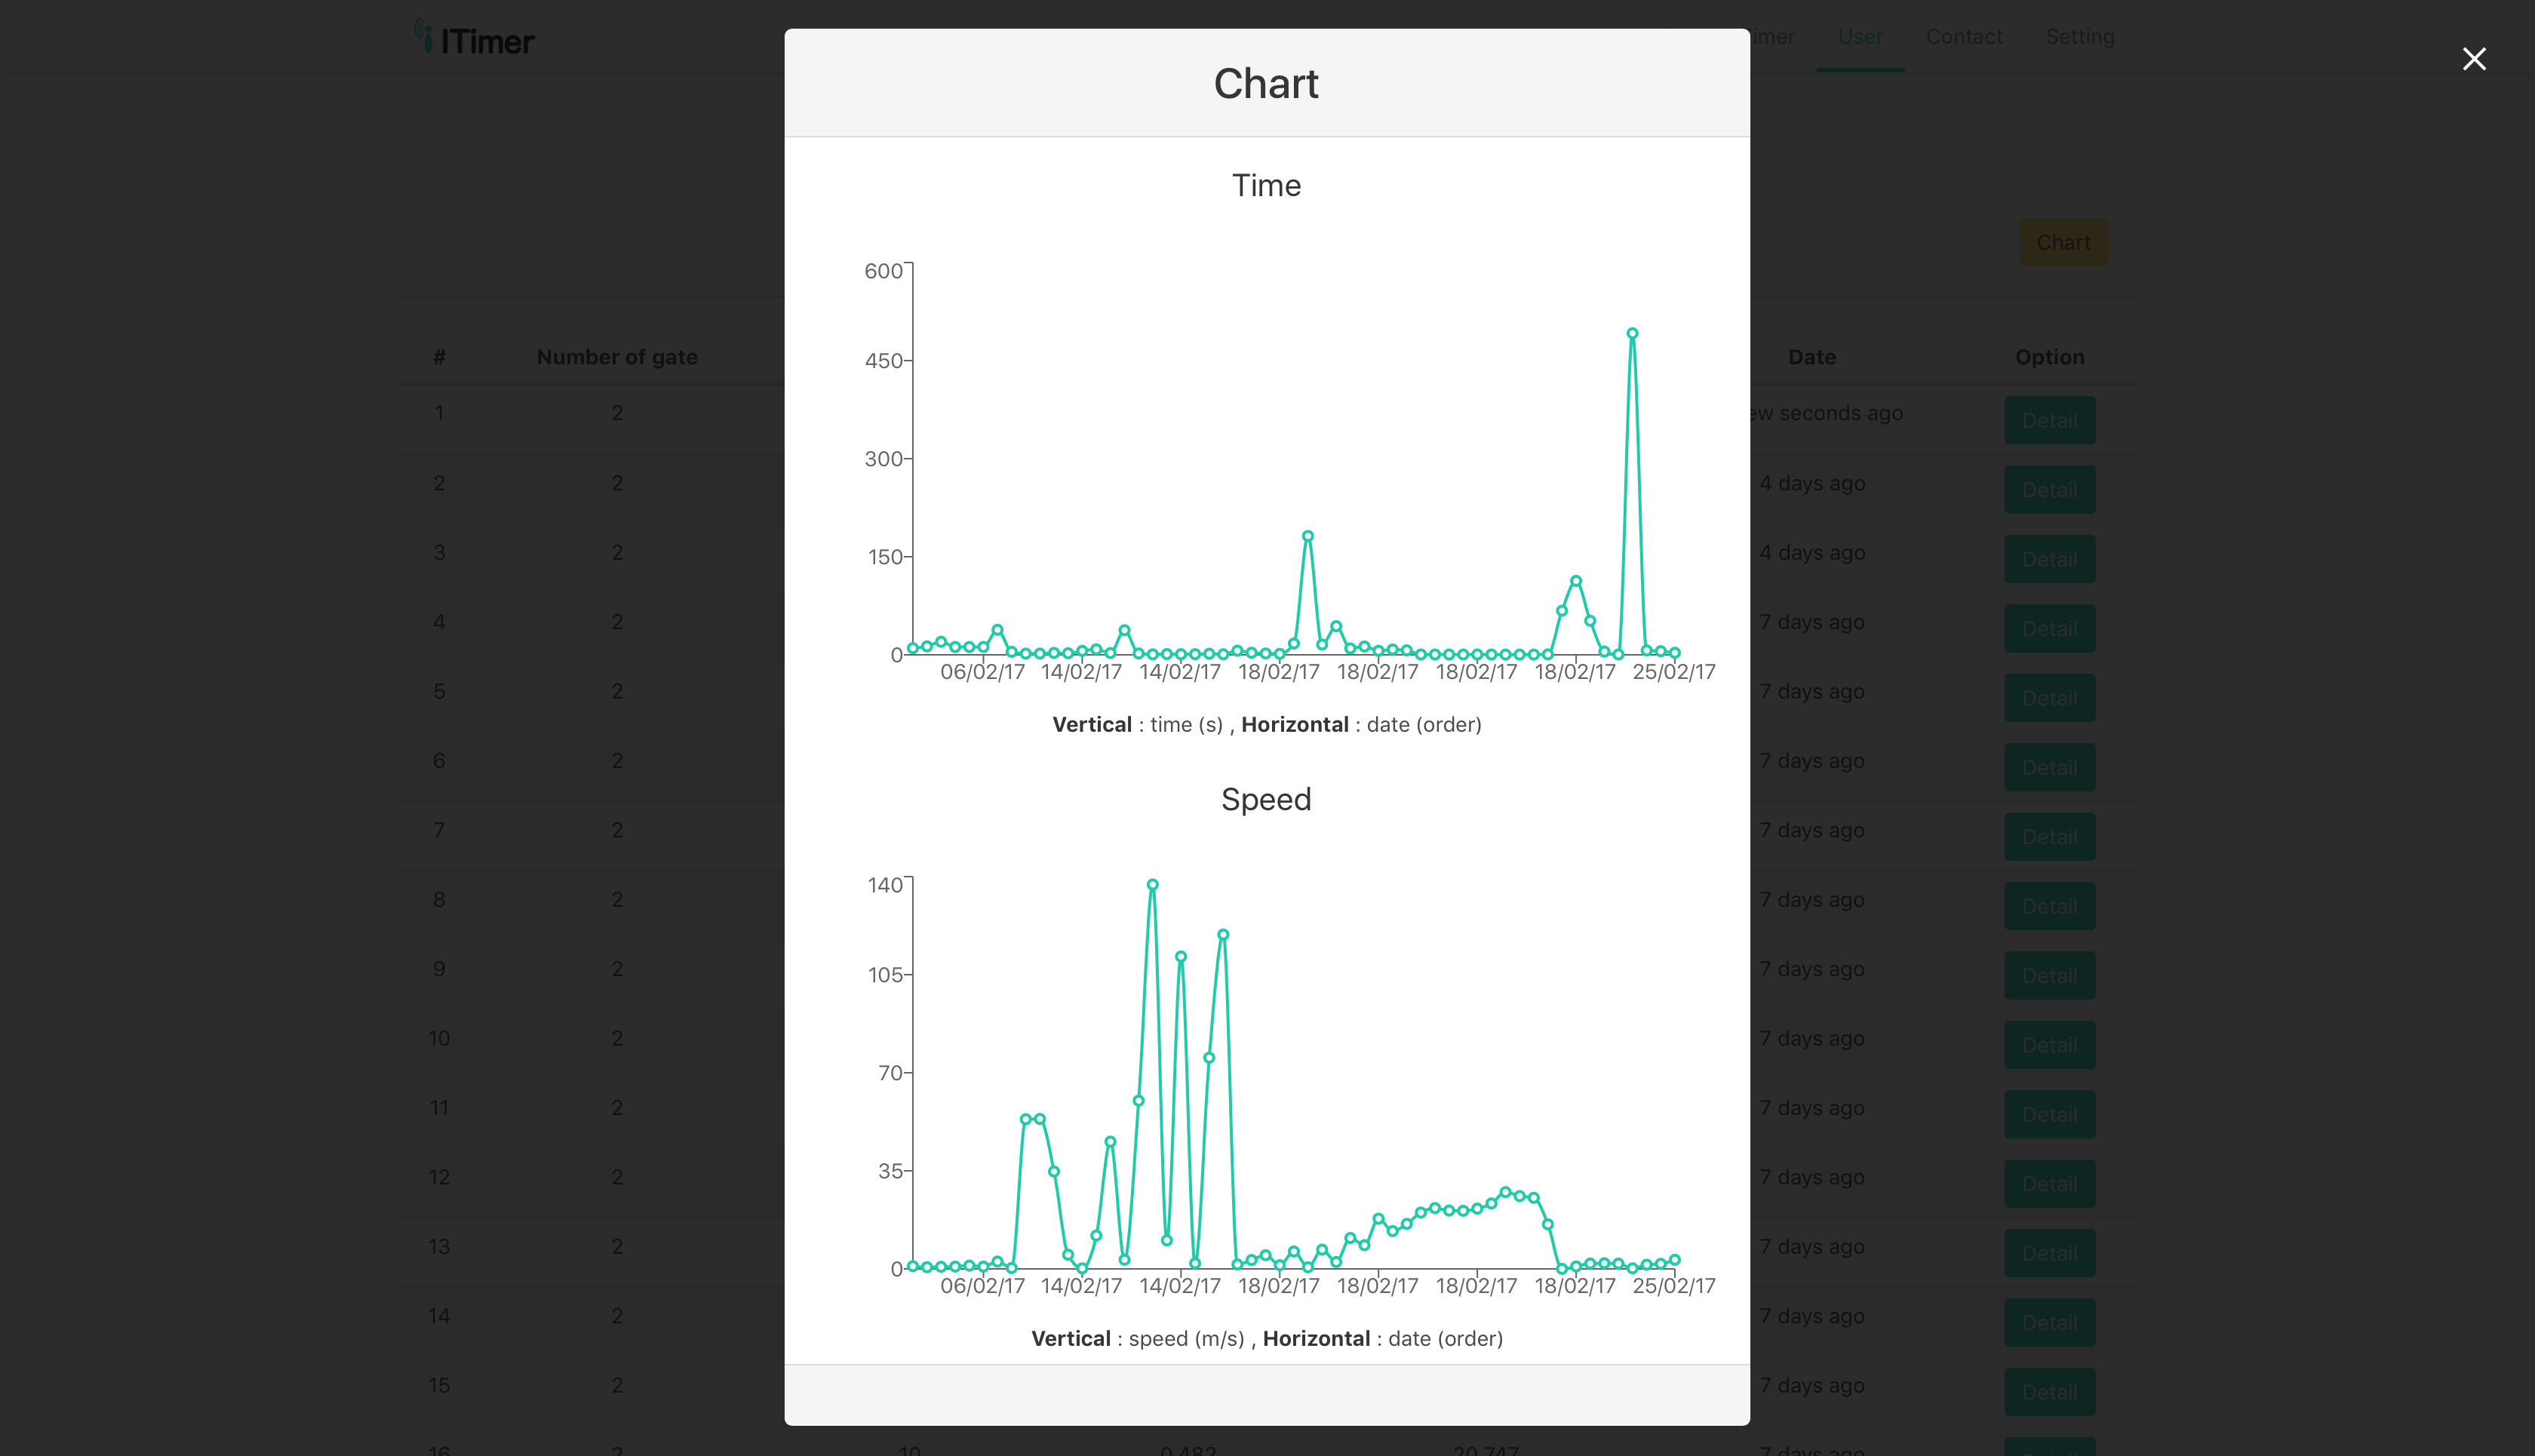 ITimer
imer User Contact Setting
Chart
Chart
Time
600
450
300
150
0
06/02/17 14/02/17 14/02/17 18/02/17 18/02/17 18/02/17 18/02/17 25/02/17
Vertical : time (s) , Horizontal : date (order)
Speed
140
105
70
35
0
06/02/17 14/02/17 14/02/17 18/02/17 18/02/17 18/02/17 18/02/17 25/02/17
Vertical : speed (m/s) , Horizontal : date (order)
# Number of gate Date Option
1 2 ew seconds ago Detail
2 2 4 days ago Detail
3 2 4 days ago Detail
4 2 7 days ago Detail
5 2 7 days ago Detail
6 2 7 days ago Detail
7 2 7 days ago Detail
8 2 7 days ago Detail
9 2 7 days ago Detail
10 2 7 days ago Detail
11 2 7 days ago Detail
12 2 7 days ago Detail
13 2 7 days ago Detail
14 2 7 days ago Detail
15 2 7 days ago Detail
16 2 10 0.482 20.747 7 days ago Detail